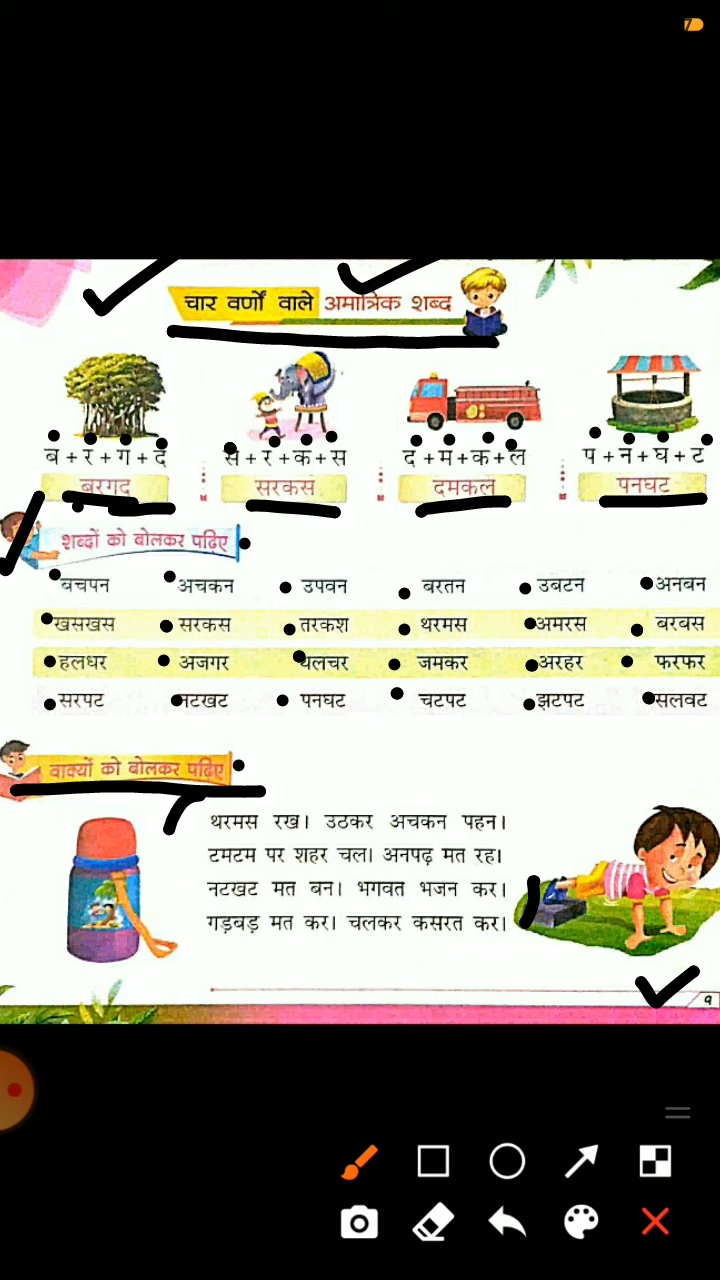 चार वर्णों वाले अमात्रिक शब्द
ब + र + ग + द स + र + क + स द + म + क + ल प + न + घ + ट
बरगद सरकस दमकल पनघट
शब्दों को बोलकर पढ़िए
बचपन अचकन उपवन बरतन उबटन अनबन
खसखस सरकस तरकश थरमस अमरस बरबस
हलधर अजगर थलचर जमकर अरहर फरफर
सरपट नटखट पनघट चटपट झटपट सलवट
वाक्यों को बोलकर पढ़िए
थरमस रख। उठकर अचकन पहन।
टमटम पर शहर चल। अनपढ़ मत रह।
नटखट मत बन। भगवत भजन कर।
गड़बड़ मत कर। चलकर कसरत कर।
९